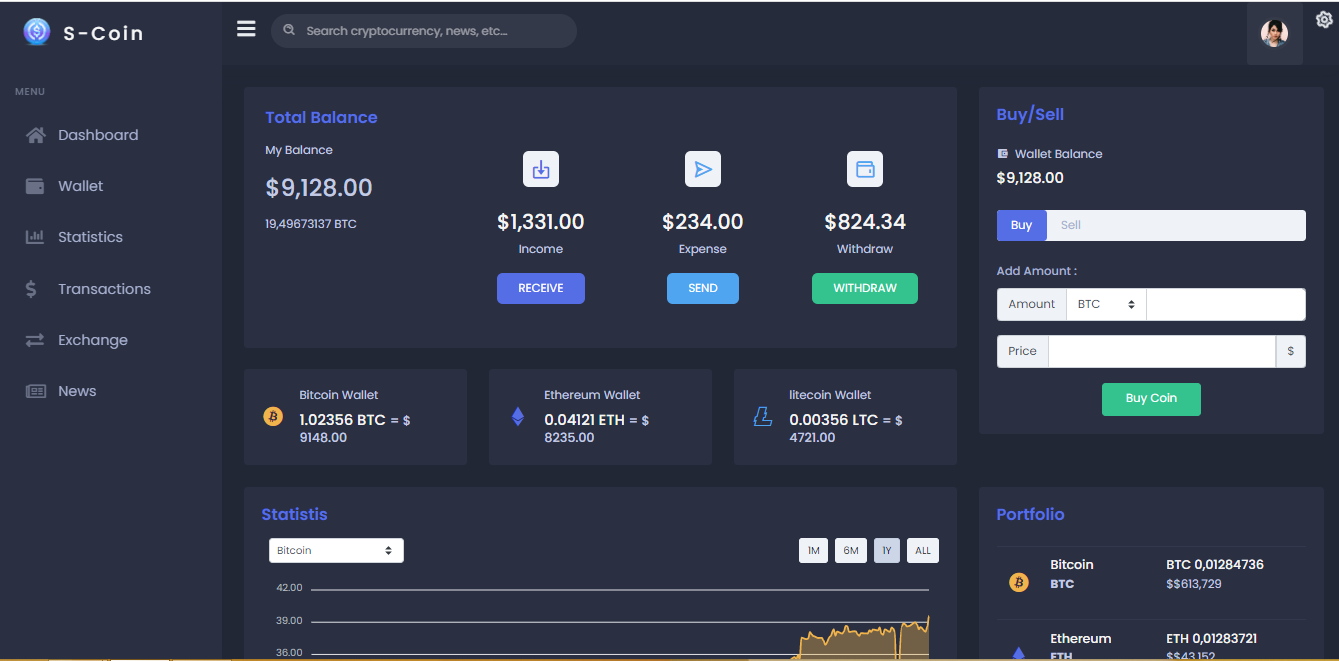 S-Coin
Search cryptocurrency, news, etc...
MENU
Dashboard
Wallet
Statistics
Transactions
Exchange
News
Total Balance
My Balance
$9,128.00
19,49673137 BTC
$1,331.00
Income
RECEIVE
$234.00
Expense
SEND
$824.34
Withdraw
WITHDRAW
Buy/Sell
Wallet Balance
$9,128.00
Buy Sell
Add Amount :
Amount BTC
Price $
Buy Coin
Bitcoin Wallet
1.02356 BTC = $
9148.00
Ethereum Wallet
0.04121 ETH = $
8235.00
litecoin Wallet
0.00356 LTC = $
4721.00
Statistis
Bitcoin
1M 6M 1Y ALL
42.00
39.00
36.00
Portfolio
Bitcoin BTC 0,01284736
BTC $$613,729
Ethereum ETH 0,01283721
ETH $$43,152